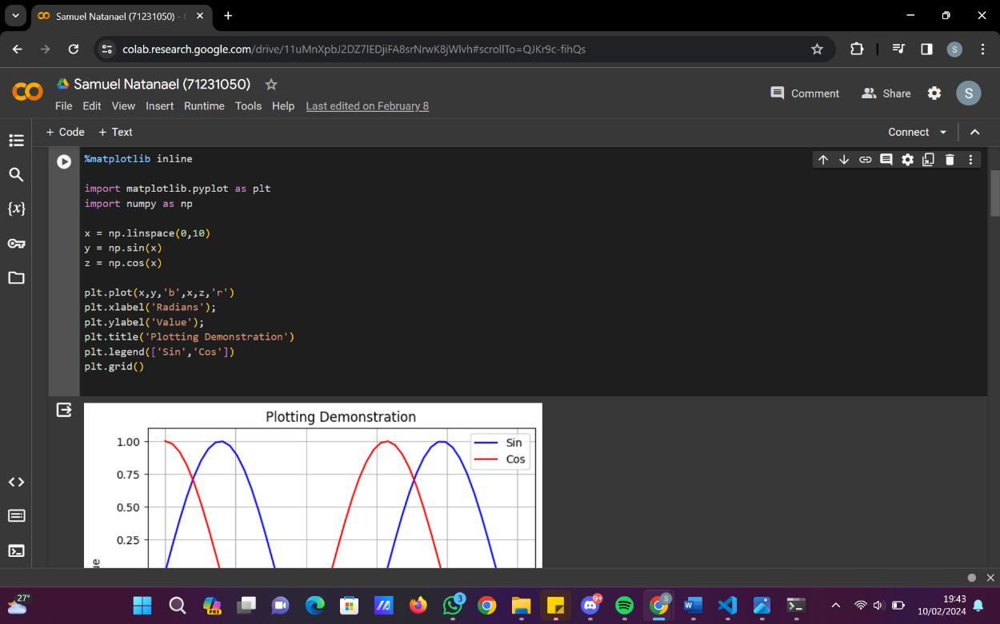 Samuel Natanael (71231050) - C
colab.research.google.com/drive/11uMnXpbJ2DZ7lEDjiFA8srNrwK8jWlvh#scrollTo=QJKr9c-fihQs
S
Samuel Natanael (71231050)
File Edit View Insert Runtime Tools Help Last edited on February 8
Comment Share S
+ Code + Text
Connect
%matplotlib inline
import matplotlib.pyplot as plt
import numpy as np
x = np.linspace(0,10)
y = np.sin(x)
z = np.cos(x)
plt.plot(x,y,'b',x,z,'r')
plt.xlabel('Radians');
plt.ylabel('Value');
plt.title('Plotting Demonstration')
plt.legend(['Sin','Cos'])
plt.grid()
{x}
Plotting Demonstration
1.00
0.75
0.50
0.25
Sin
Cos
ue
27°
PRE
3
9+
S
19:43
10/02/2024